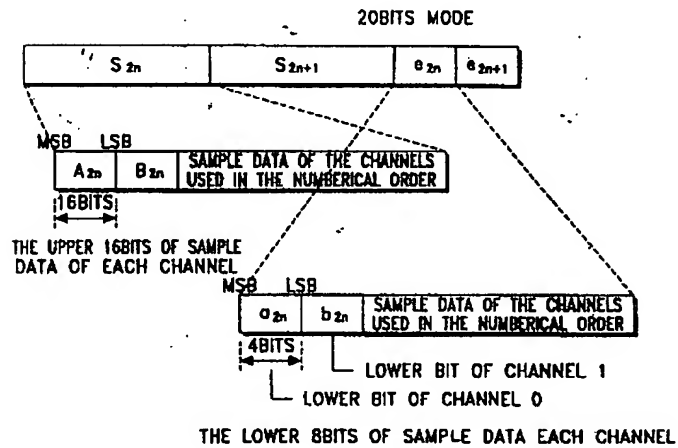 20BITS MODE
S2n S2n+1 e2n e2n+1
MSB LSB
A2n B2n SAMPLE DATA OF THE CHANNELS
USED IN THE NUMBERICAL ORDER
16BITS
THE UPPER 16BITS OF SAMPLE
DATA OF EACH CHANNEL
MSB LSB
a2n b2n SAMPLE DATA OF THE CHANNELS
USED IN THE NUMBERICAL ORDER
4BITS
LOWER BIT OF CHANNEL 1
LOWER BIT OF CHANNEL 0
THE LOWER 8BITS OF SAMPLE DATA EACH CHANNEL